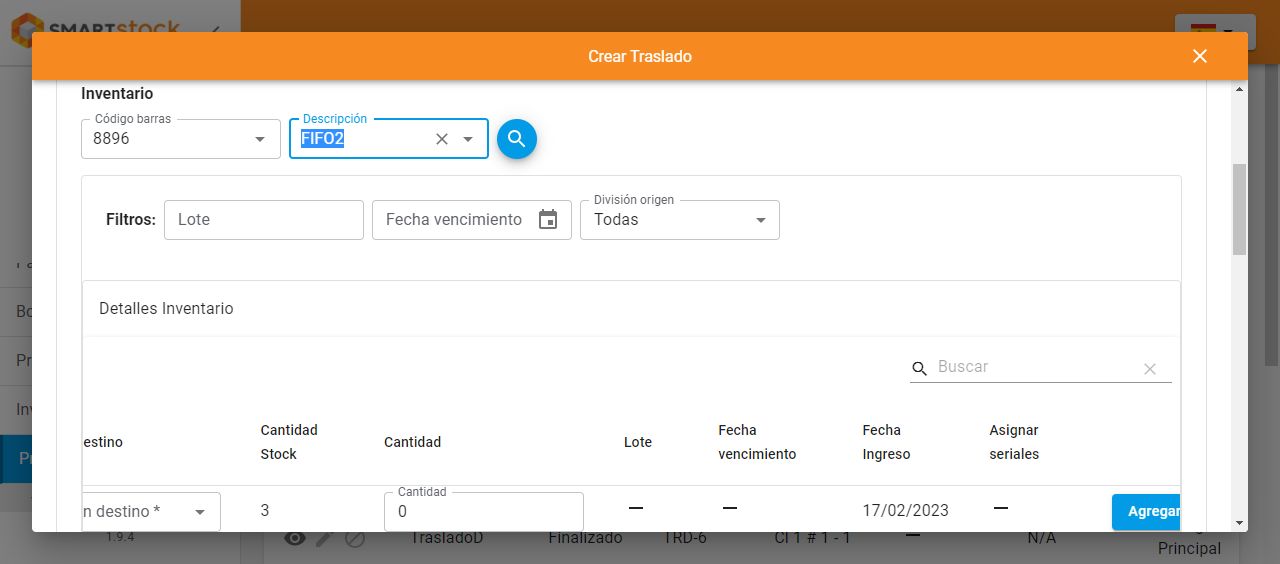 SMARTstock
Crear Traslado
Inventario
Código barras
Descripción
8896
FIFO2
División origen
Filtros:
Lote
Fecha vencimiento
Todas
Detalles Inventario
Buscar
estino
Cantidad Stock
Cantidad
Lote
Fecha vencimiento
Fecha Ingreso
Asignar seriales
Cantidad
n destino *
3
0
—
—
17/02/2023
—
Agregar
Bo
Pr
Inv
Pr
1.9.4
TrasladoD
Finalizado
TRD-6
CI 1 # 1 - 1
—
N/A
Principal